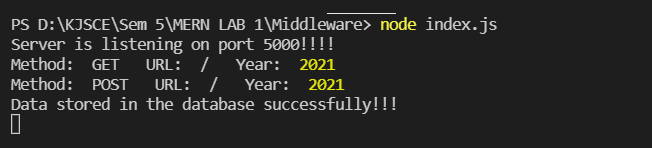 PS D:\KJSCE\Sem 5\MERN LAB 1\Middleware> node index.js
Server is listening on port 5000!!!!
Method:  GET   URL:  /   Year:  2021
Method:  POST   URL:  /   Year:  2021
Data stored in the database successfully!!!